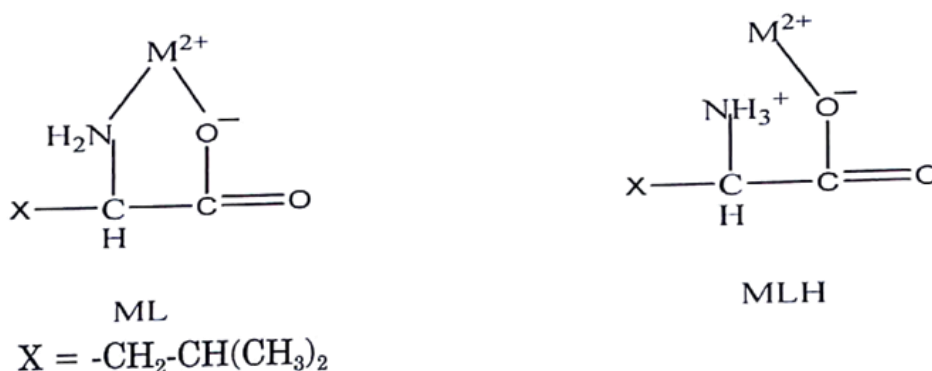 M²⁺
H₂N
O⁻
X C C O
H
ML
M²⁺
NH₃⁺
O⁻
X C C O
H
MLH
X = -CH₂-CH(CH₃)₂